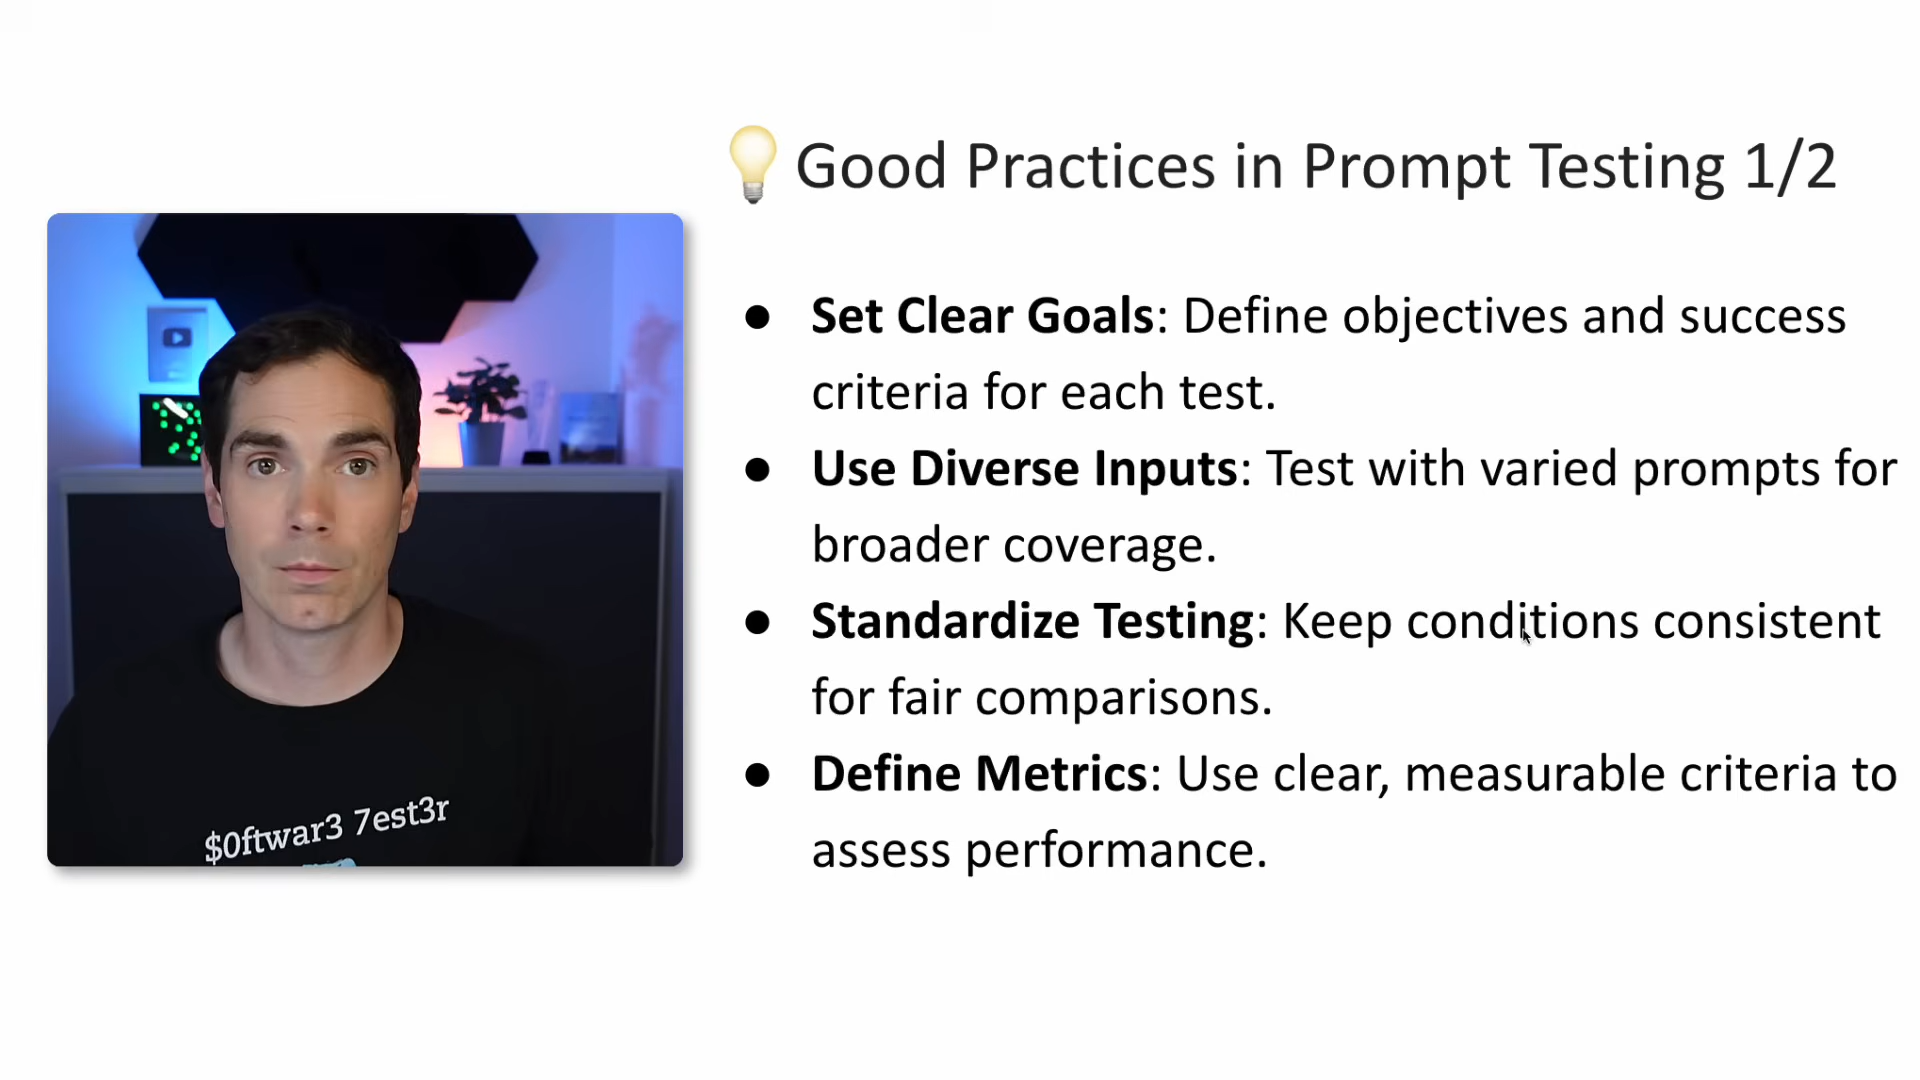 💡 Good Practices in Prompt Testing 1/2
● Set Clear Goals: Define objectives and success
criteria for each test.
● Use Diverse Inputs: Test with varied prompts for
broader coverage.
● Standardize Testing: Keep conditions consistent
for fair comparisons.
● Define Metrics: Use clear, measurable criteria to
assess performance.
$0ftwar3 7est3r